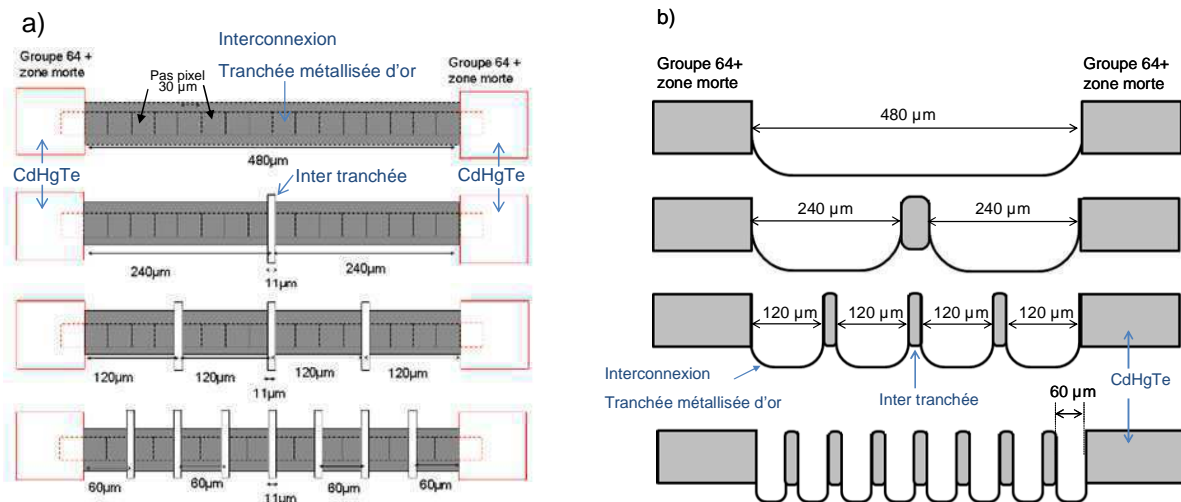 a)
Interconnexion
Tranchée métallisée d'or
Groupe 64 +
zone morte
Pas pixel
30 µm
Groupe 64 +
zone morte
480µm
CdHgTe
Inter tranchée
CdHgTe
240µm
11µm
240µm
120µm
120µm
11µm
120µm
120µm
60µm
60µm
11µm
60µm
60µm
b)
Groupe 64+
zone morte
Groupe 64+
zone morte
480 µm
240 µm
240 µm
120 µm
120 µm
120 µm
120 µm
Interconnexion
Tranchée métallisée d'or
Inter tranchée
CdHgTe
60 µm